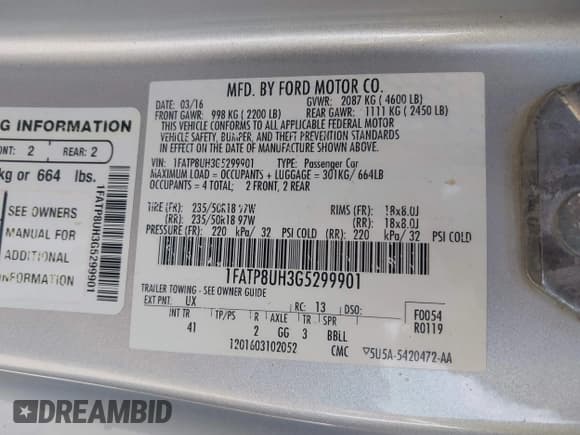 MFD. BY FORD MOTOR CO.
DATE: 03/16 GVWR: 2087 KG ( 4600 LB)
FRONT GAWR: 998 KG ( 2200 LB) REAR GAWR: 1111 KG ( 2450 LB)
THIS VEHICLE CONFORMS TO ALL APPLICABLE FEDERAL MOTOR
VEHICLE SAFETY, BUMPER, AND THEFT PREVENTION STANDARDS
IN EFFECT ON THE DATE OF MANUFACTURE SHOWN ABOVE.
VIN: 1FATP8UH3G5299901 TYPE: Passenger Car
MAXIMUM LOAD = OCCUPANTS + LUGGAGE = 301KG/ 664LB
OCCUPANTS = 4 TOTAL; 2 FRONT, 2 REAR
TIRE(FR): 235/50R18 97W RIMS(FR): 18x8.0J
(RR): 235/50R18 97W (RR): 18x8.0J
PRESSURE(FR): 220 kPa/ 32 PSI COLD (RR): 220 kPa/ 32 PSI COLD
1FATP8UH3G5299901
TRAILER TOWING - SEE OWNER GUIDE
EXT PNT: UX RC: 13 DSO: F0054
INT TR TP/PS R AXLE TR SPR R0119
41 2 GG 3 BBLL
1201603102052 CMC 5U5A-5420472-AA
G INFORMATION
NT: 2 REAR: 2
kg or 664 lbs.
SEE OWNERS
MANUAL FOR
ADDITIONAL
INFORMATION
1FATP8UH3G5299901
DREAMBID